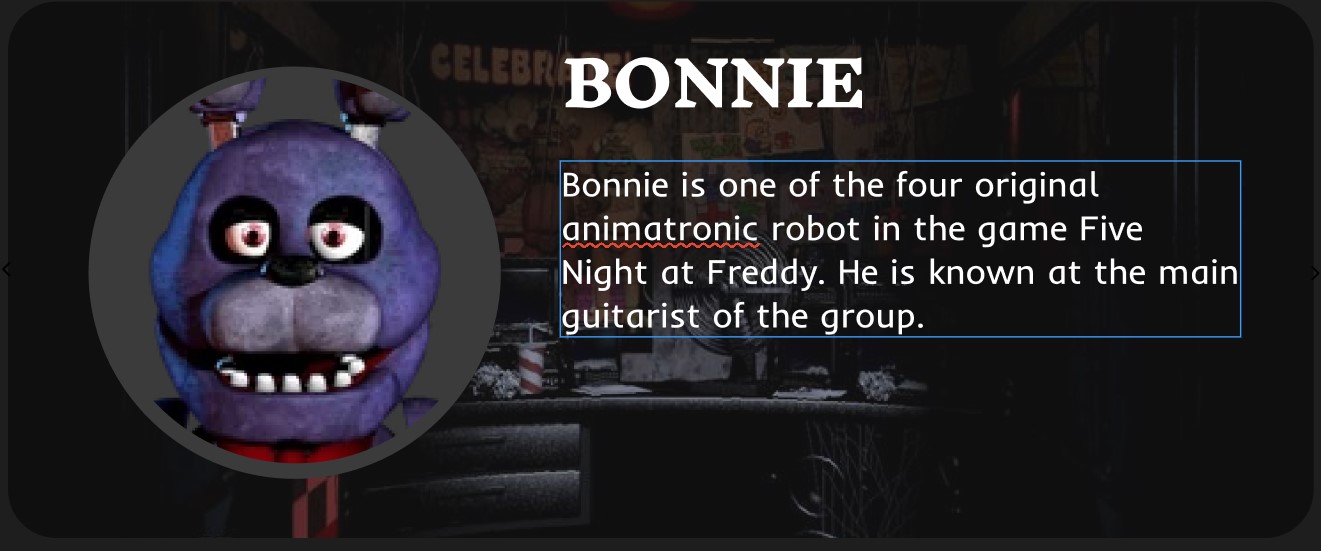 CELEBRATE!
BONNIE
Bonnie is one of the four original
animatronic robot in the game Five
Night at Freddy. He is known at the main
guitarist of the group.